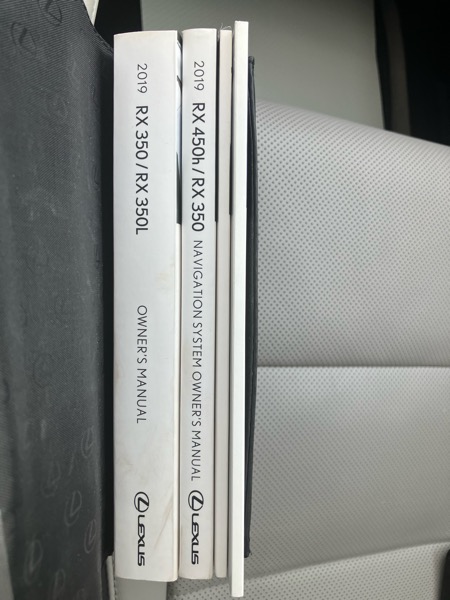 2019 RX 350 / RX 350L OWNER'S MANUAL LEXUS
2019 RX 450h / RX 350 NAVIGATION SYSTEM OWNER'S MANUAL LEXUS